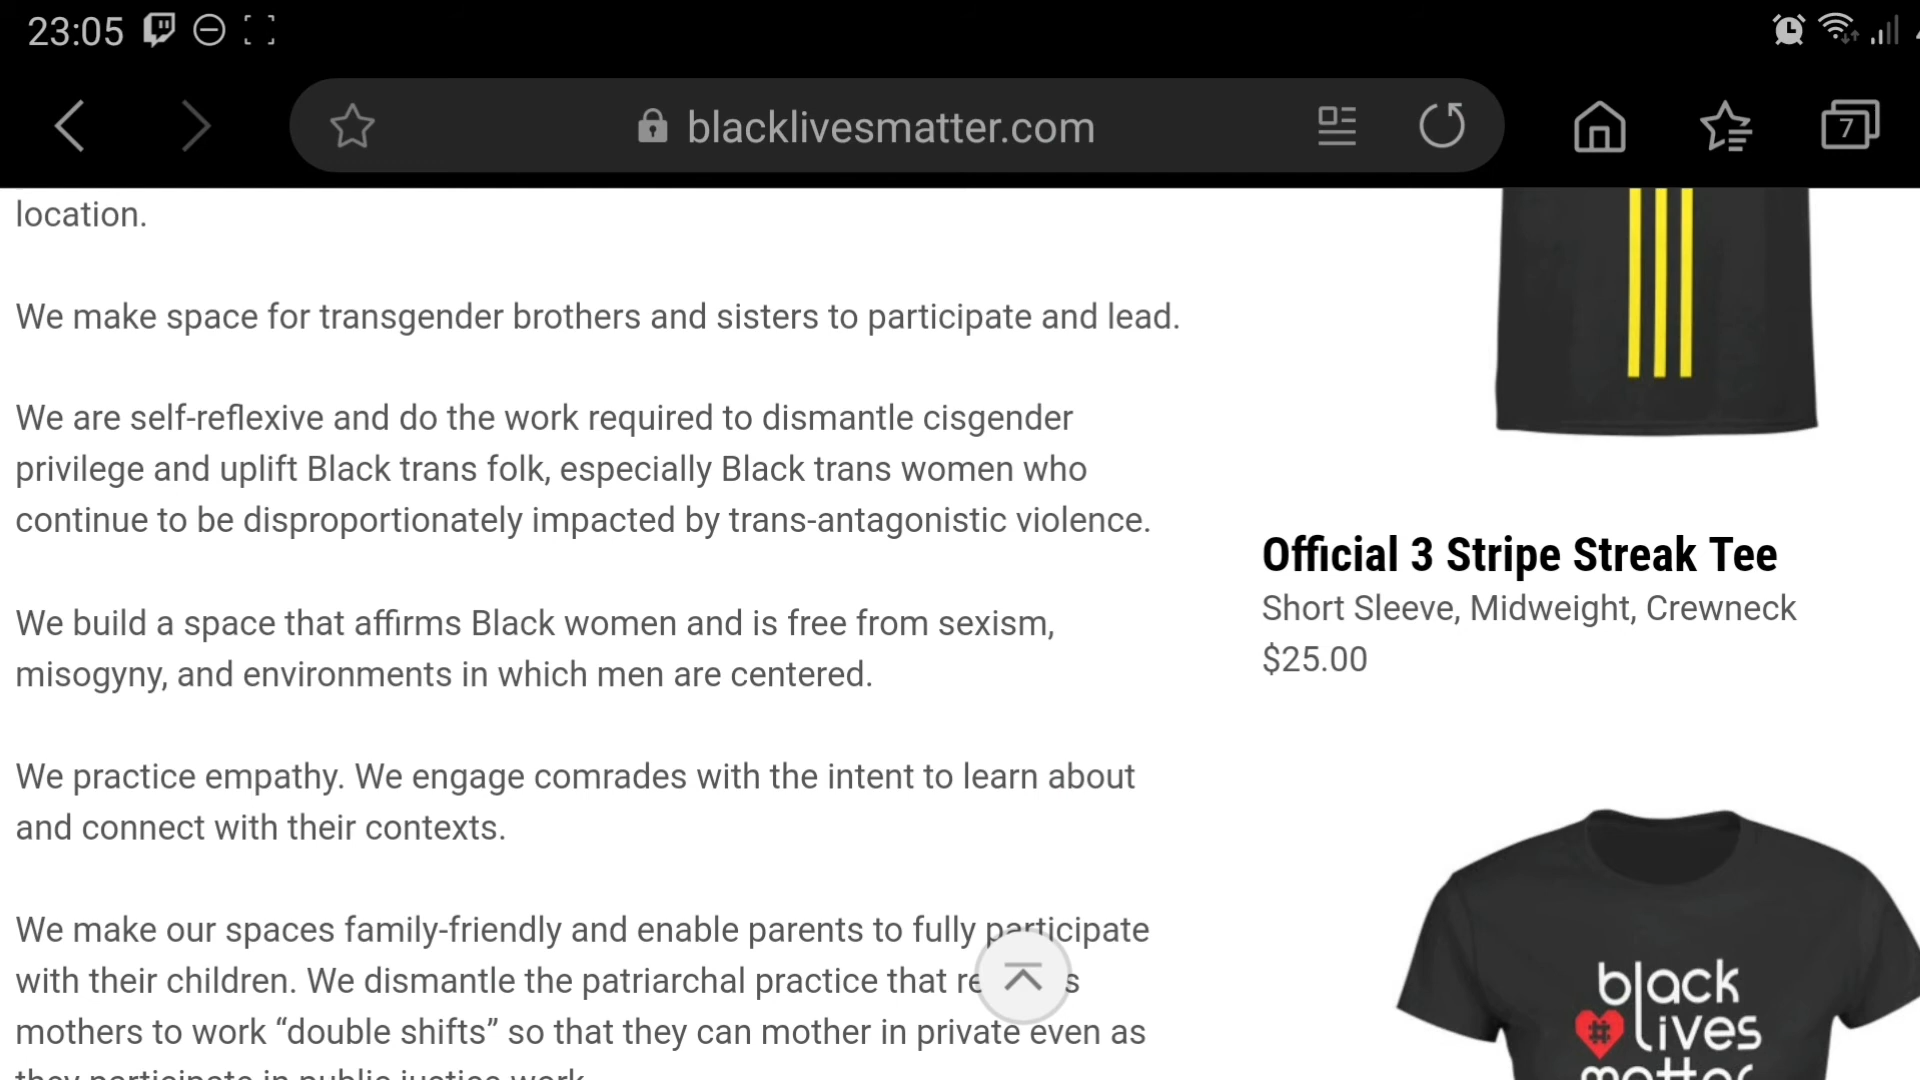 23:05
blacklivesmatter.com
7
location.
We make space for transgender brothers and sisters to participate and lead.
We are self-reflexive and do the work required to dismantle cisgender
privilege and uplift Black trans folk, especially Black trans women who
continue to be disproportionately impacted by trans-antagonistic violence.
We build a space that affirms Black women and is free from sexism,
misogyny, and environments in which men are centered.
We practice empathy. We engage comrades with the intent to learn about
and connect with their contexts.
We make our spaces family-friendly and enable parents to fully participate
with their children. We dismantle the patriarchal practice that
mothers to work “double shifts” so that they can mother in private even as
they participate in public justice work.
Official 3 Stripe Streak Tee
Short Sleeve, Midweight, Crewneck
$25.00
black
#lives
matter